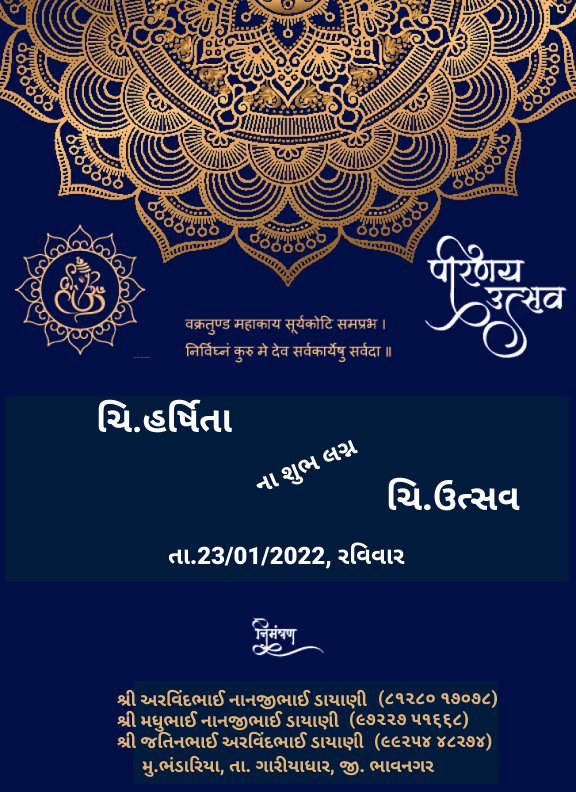 परिणय
उत्सव
वक्रतुण्ड महाकाय सूर्यकोटि समप्रभ ।
निर्विघ्नं कुरु मे देव सर्वकार्येषु सर्वदा ॥
ચિ.હર્ષિતા
ના શુભ લગ્ન
ચિ.ઉત્સવ
તા.23/01/2022, રવિવાર
निमंत्रण
શ્રી અરવિંદભાઈ નાનજીભાઈ ડાયાણી (૮૧૨૮૦ ૧૭૦૭૮)
શ્રી મધુભાઈ નાનજીભાઈ ડાયાણી (૯૭૨૨૭ ૫૧૬૬૮)
શ્રી જતિનભાઈ અરવિંદભાઈ ડાયાણી (૯૯૨૫૪ ૪૮૨૭૪)
મુ.ભંડારિયા, તા. ગારીયાધાર, જી. ભાવનગર